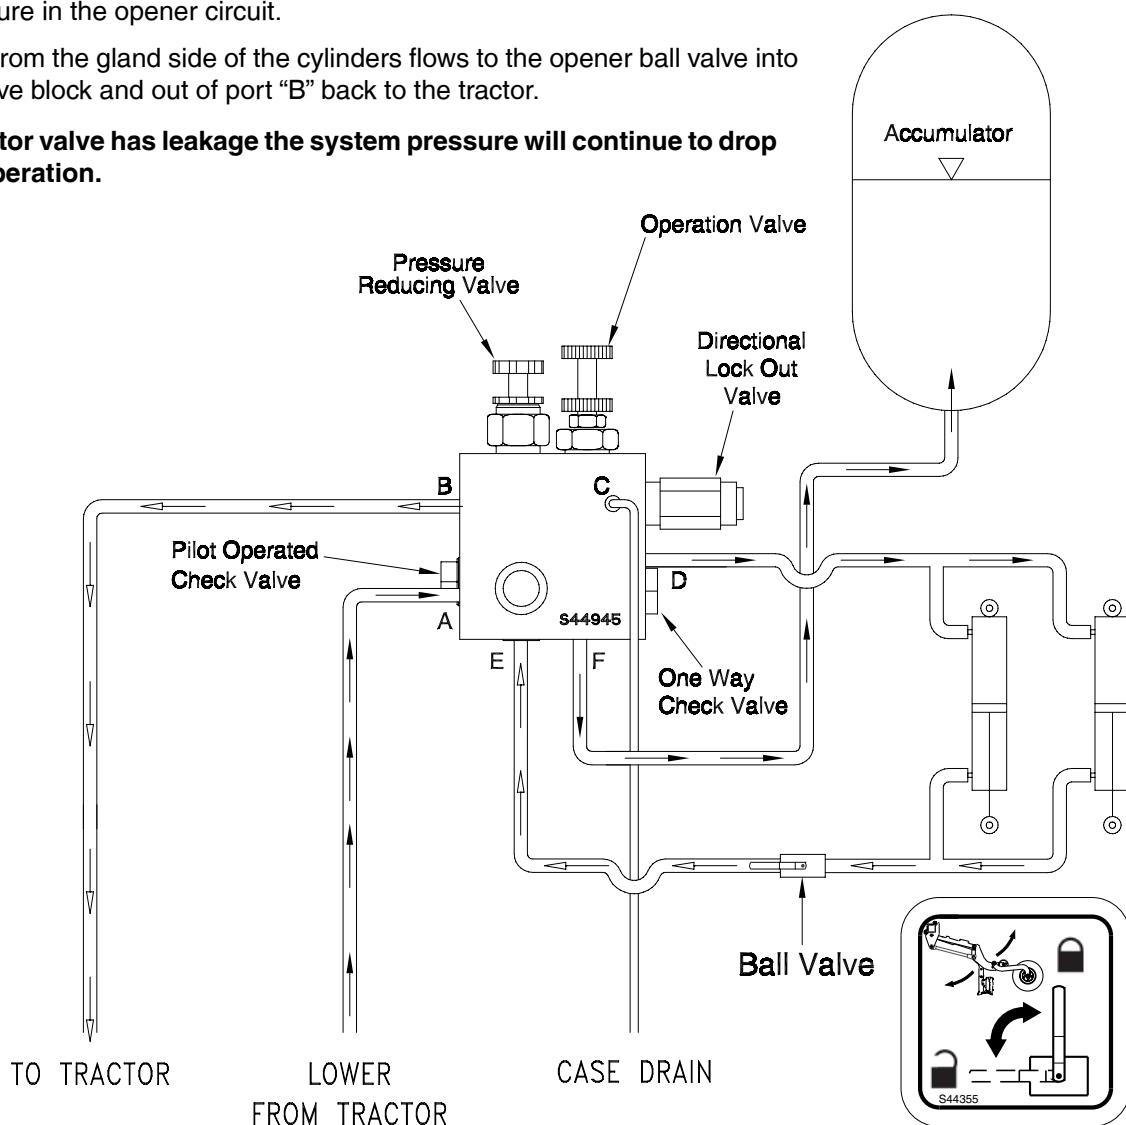 ure in the opener circuit.
rom the gland side of the cylinders flows to the opener ball valve into
ve block and out of port “B” back to the tractor.
tor valve has leakage the system pressure will continue to drop
peration.
Accumulator
Operation Valve
Pressure
Reducing Valve
Directional
Lock Out
Valve
B
C
Pilot Operated
Check Valve
D
A
S44945
E
F
One Way
Check Valve
Ball Valve
S44355
TO TRACTOR
LOWER
FROM TRACTOR
CASE DRAIN